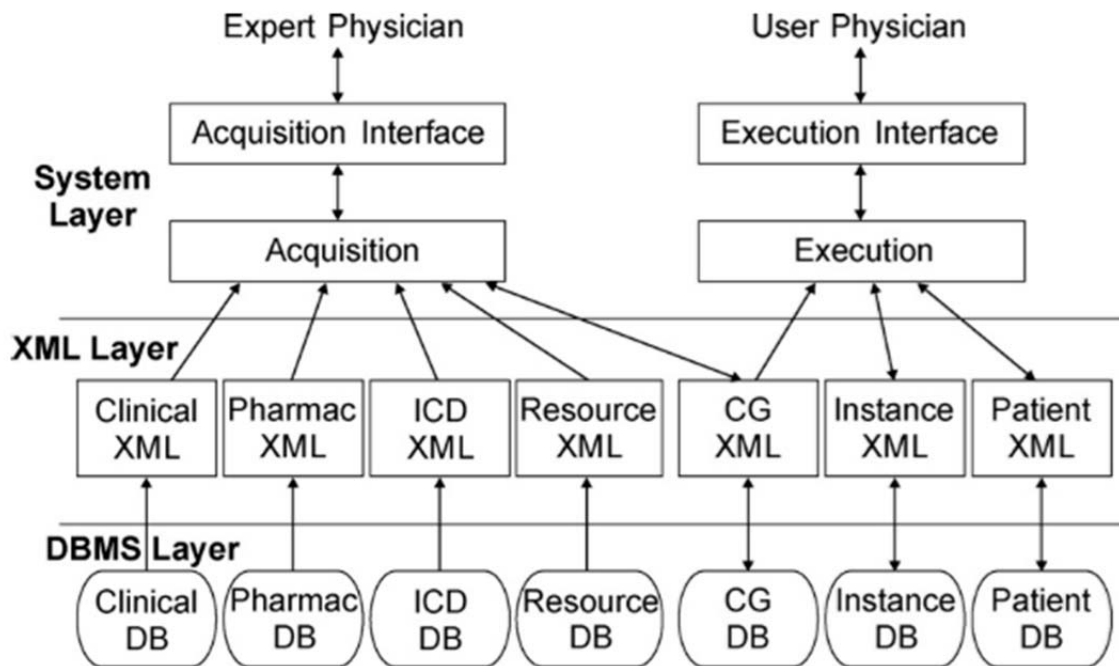 Expert Physician
User Physician
Acquisition Interface
Execution Interface
System
Layer
Acquisition
Execution
XML Layer
Clinical
XML
Pharmac
XML
ICD
XML
Resource
XML
CG
XML
Instance
XML
Patient
XML
DBMS Layer
Clinical
DB
Pharmac
DB
ICD
DB
Resource
DB
CG
DB
Instance
DB
Patient
DB